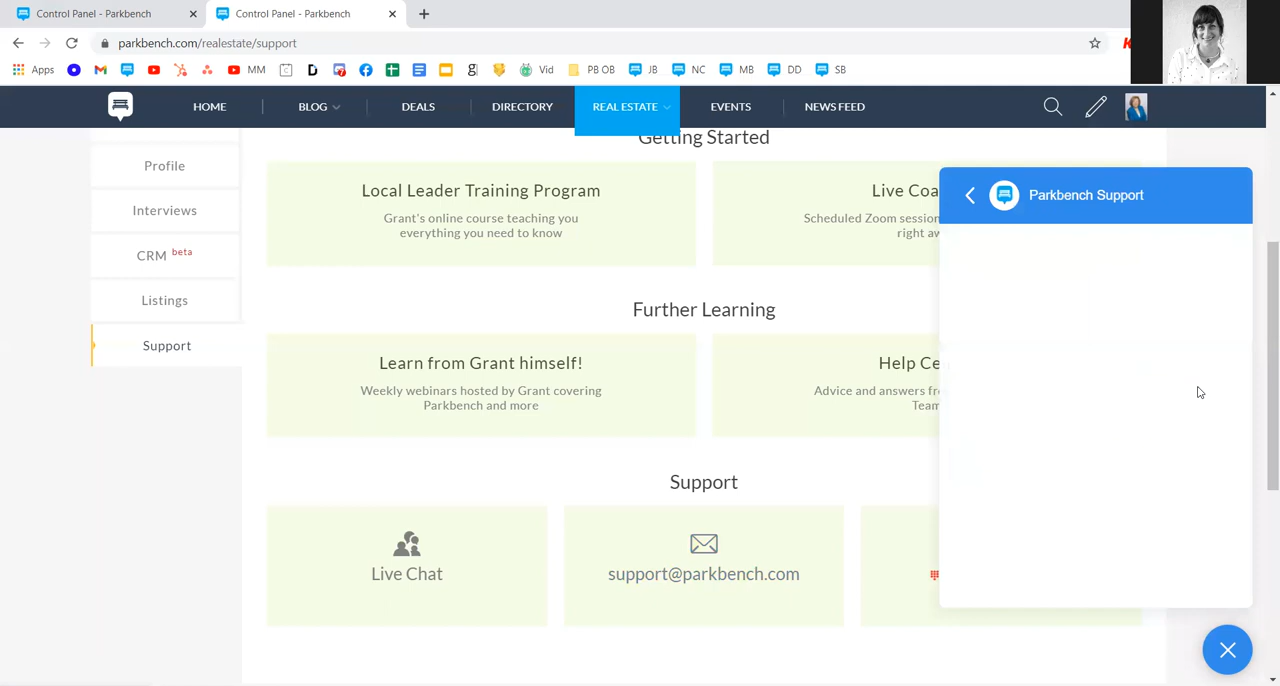 Control Panel - Parkbench
Control Panel - Parkbench
parkbench.com/realestate/support
Apps
MM
Vid
PB OB
JB
NC
MB
DD
SB
HOME
BLOG
DEALS
DIRECTORY
REAL ESTATE
EVENTS
NEWS FEED
Profile
Interviews
CRM beta
Listings
Support
Getting Started
Local Leader Training Program
Grant's online course teaching you
everything you need to know
Live Coa
Scheduled Zoom session
right aw
Further Learning
Learn from Grant himself!
Weekly webinars hosted by Grant covering
Parkbench and more
Help Ce
Advice and answers fro
Team
Support
Live Chat
support@parkbench.com
Parkbench Support